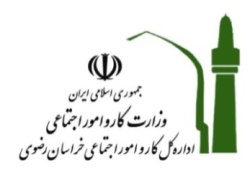 جمهوری اسلامی ایران
وزارت کار و امور اجتماعی
اداره کل کار و امور اجتماعی خراسان رضوی